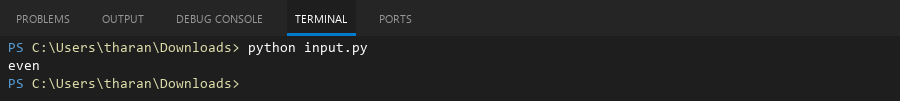 PROBLEMS OUTPUT DEBUG CONSOLE TERMINAL PORTS
PS C:\Users\tharan\Downloads> python input.py
even
PS C:\Users\tharan\Downloads>